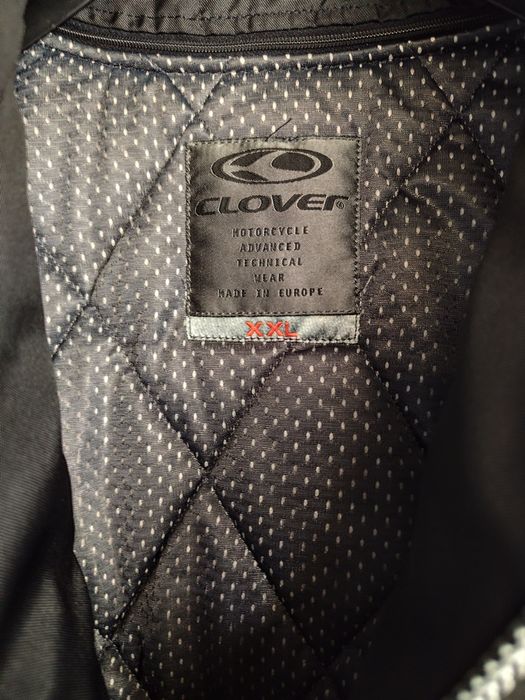 CLOVER®
MOTORCYCLE
ADVANCED
TECHNICAL
WEAR
MADE IN EUROPE
XXL